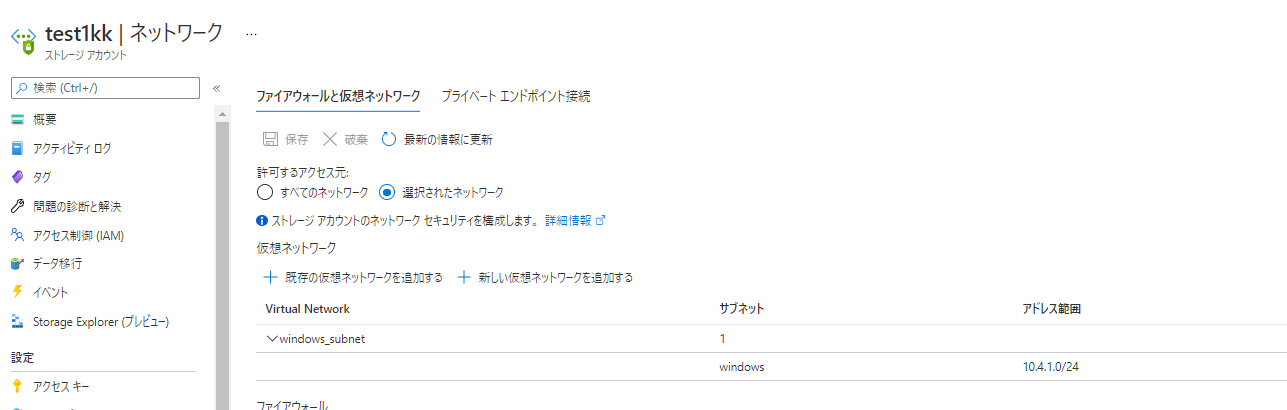 test1kk | ネットワーク ...
ストレージ アカウント
検索 (Ctrl+/)
«
概要
アクティビティ ログ
タグ
問題の診断と解決
アクセス制御 (IAM)
データ移行
イベント
Storage Explorer (プレビュー)
設定
アクセス キー
ファイアウォールと仮想ネットワーク プライベート エンドポイント接続
保存 破棄 最新の情報に更新
許可するアクセス元:
すべてのネットワーク 選択されたネットワーク
ストレージ アカウントのネットワーク セキュリティを構成します。 詳細情報
仮想ネットワーク
既存の仮想ネットワークを追加する 新しい仮想ネットワークを追加する
Virtual Network サブネット アドレス範囲
windows_subnet 1
windows 10.4.1.0/24
ファイアウォール